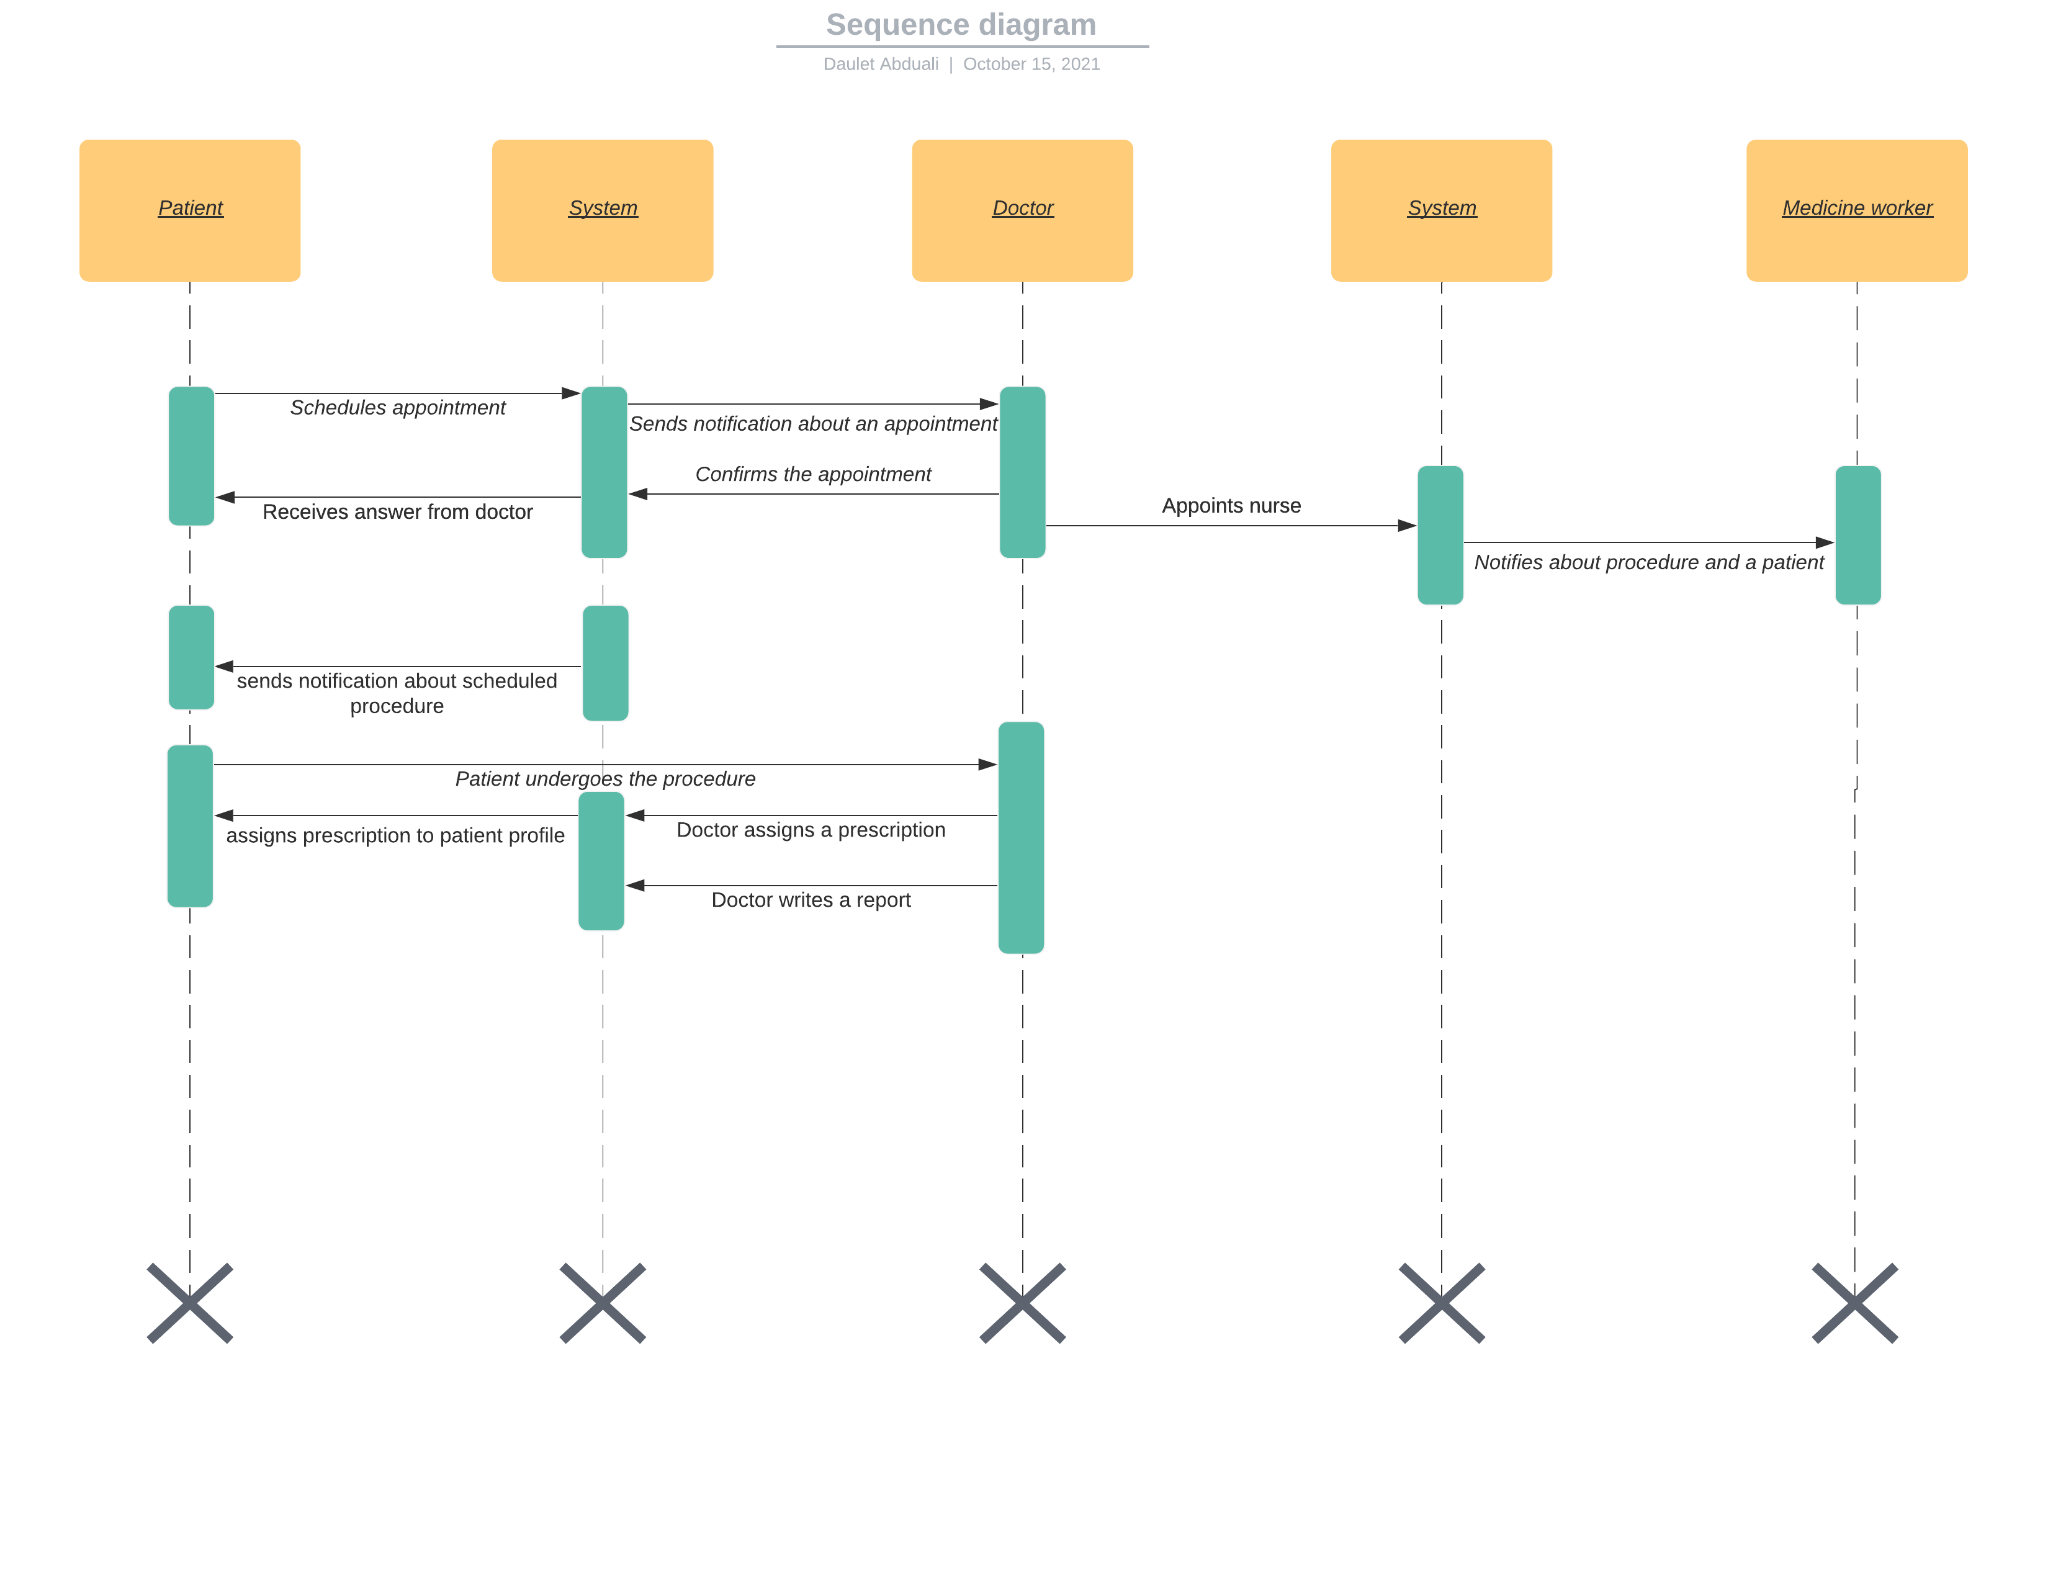 Sequence diagram
Daulet Abduali | October 15, 2021
Patient
System
Doctor
System
Medicine worker
Schedules appointment
Sends notification about an appointment
Confirms the appointment
Receives answer from doctor
Appoints nurse
Notifies about procedure and a patient
sends notification about scheduled
procedure
Patient undergoes the procedure
assigns prescription to patient profile
Doctor assigns a prescription
Doctor writes a report